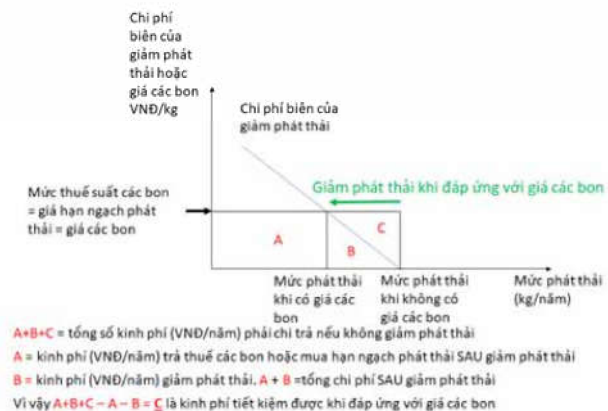 Chi phí
biên của
giảm phát
thải hoặc
giá các bon
VNĐ/kg
Chi phí biên của
giảm phát thải
Giảm phát thải khi đáp ứng với giá các bon
Mức thuế suất các bon
= giá hạn ngạch phát
thải = giá các bon
A
B
C
Mức phát thải
khi có giá các
bon
Mức phát thải
khi không có
giá các bon
Mức phát thải
(kg/năm)
A+B+C = tổng số kinh phí (VNĐ/năm) phải chi trả nếu không giảm phát thải
A = kinh phí (VNĐ/năm) trả thuế các bon hoặc mua hạn ngạch phát thải SAU giảm phát thải
B = kinh phí (VNĐ/năm) giảm phát thải. A + B =tổng chi phí SAU giảm phát thải
Vì vậy A+B+C – A – B = C là kinh phí tiết kiệm được khi đáp ứng với giá các bon